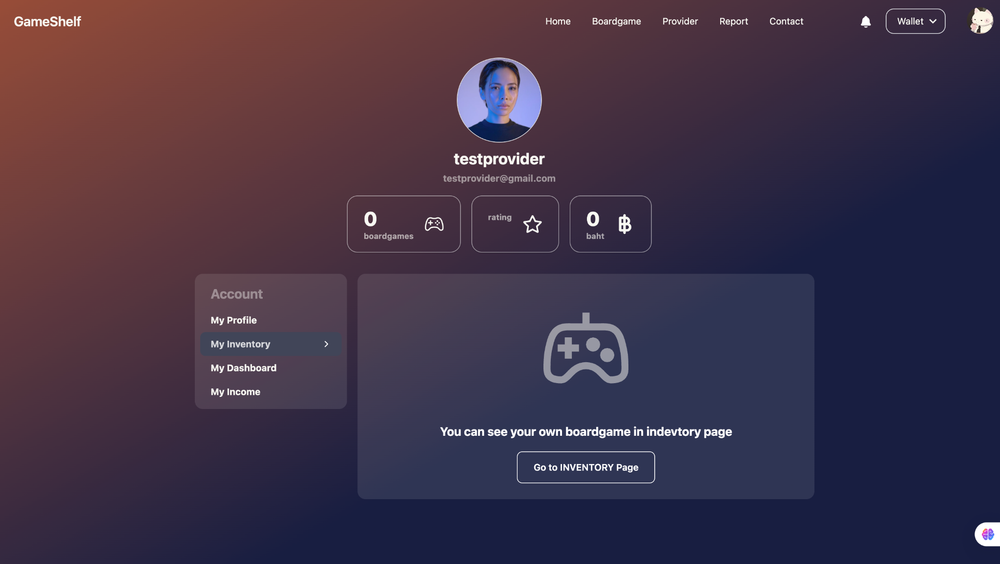 GameShelf
Home
Boardgame
Provider
Report
Contact
Wallet
testprovider
testprovider@gmail.com
0
boardgames
rating
0
baht
Account
My Profile
My Inventory
My Dashboard
My Income
You can see your own boardgame in indevtory page
Go to INVENTORY Page